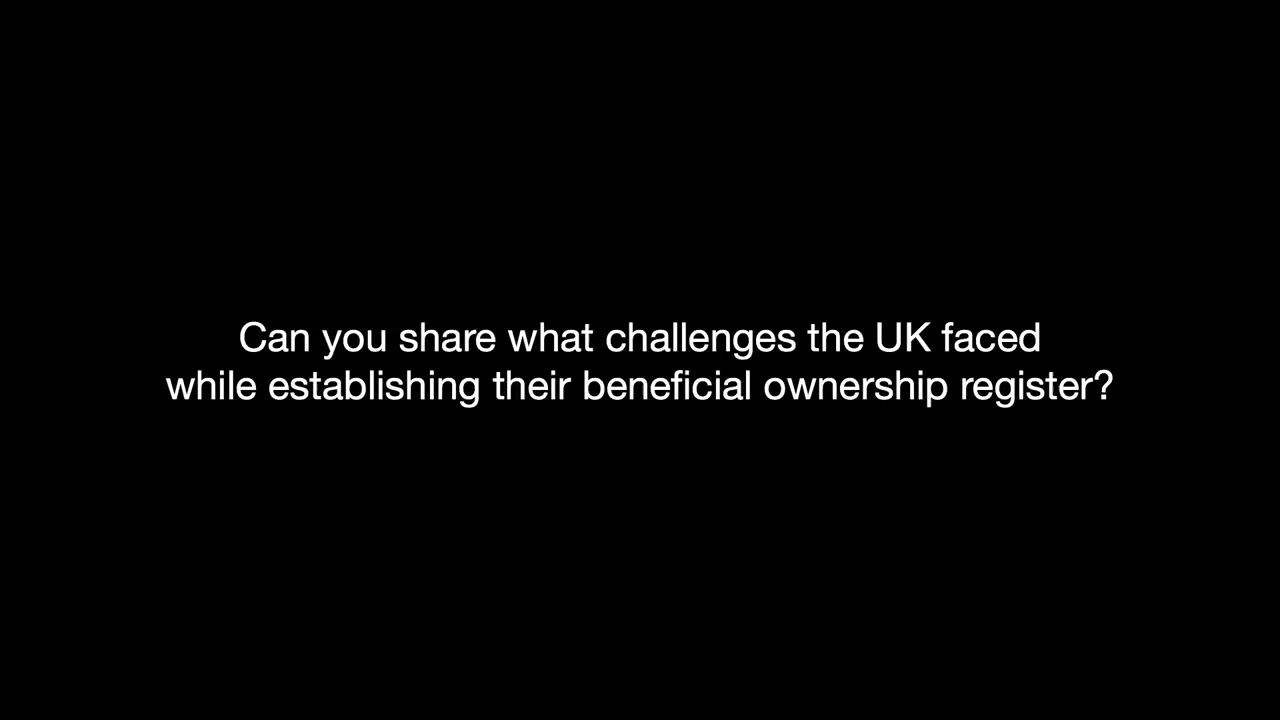 Can you share what challenges the UK faced
while establishing their beneficial ownership register?